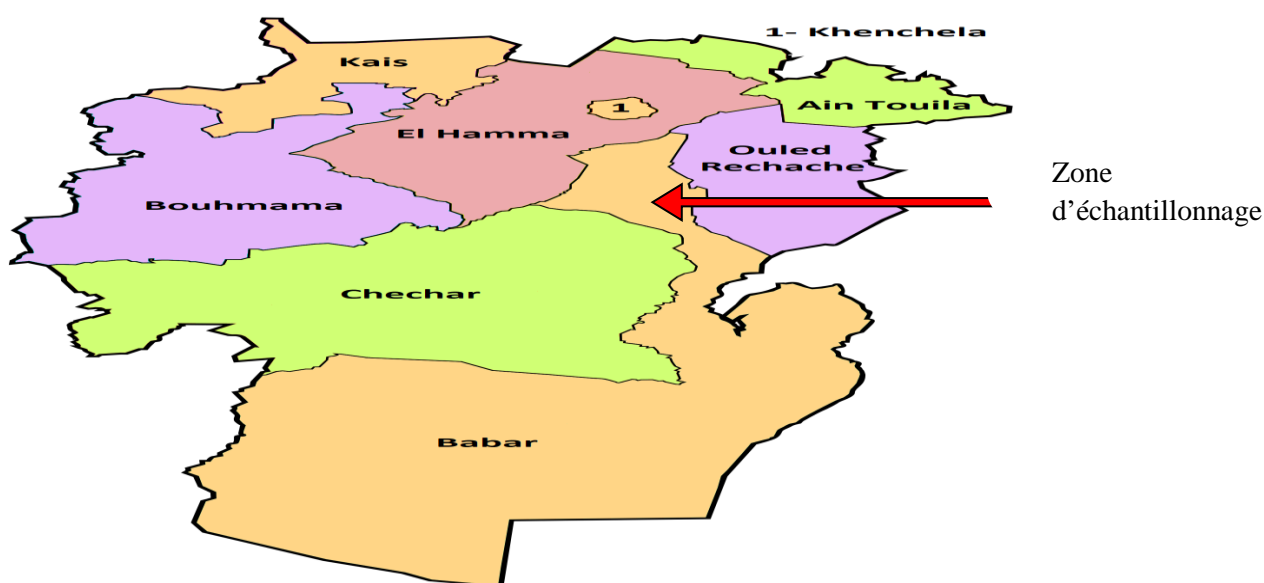 1- Khenchela
Kais
Ain Touila
1
El Hamma
Ouled
Rechache
Zone
d'échantillonnage
Bouhmama
Chechar
Babar